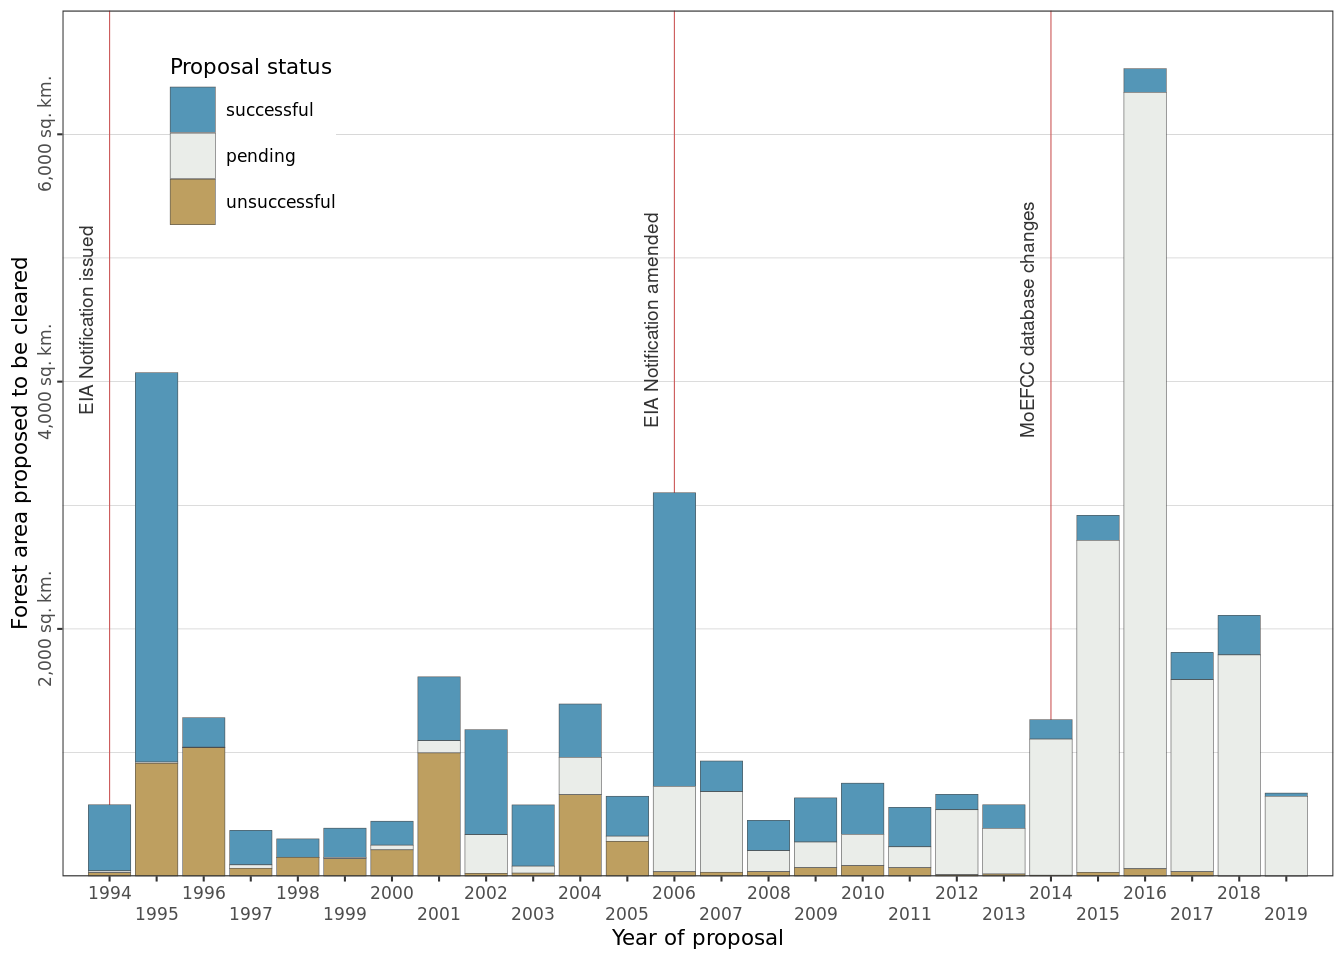 Proposal status
successful
pending
unsuccessful
EIA Notification issued
EIA Notification amended
MoEFCC database changes
Forest area proposed to be cleared
6,000 sq. km.
4,000 sq. km.
2,000 sq. km.
1994 1996 1998 2000 2002 2004 2006 2008 2010 2012 2014 2016 2018
1995 1997 1999 2001 2003 2005 2007 2009 2011 2013 2015 2017 2019
Year of proposal